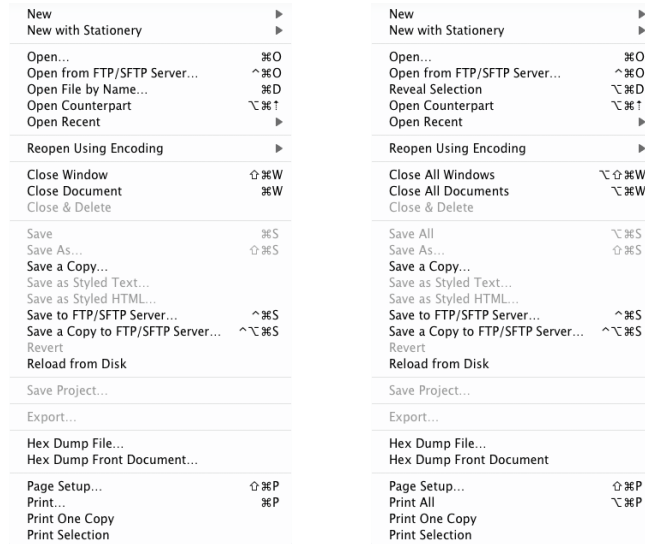 New ▶
New with Stationery ▶
Open... ⌘O
Open from FTP/SFTP Server... ^⌘O
Open File by Name... ⌘D
Open Counterpart ⌥⌘↑
Open Recent ▶
Reopen Using Encoding ▶
Close Window ⇧⌘W
Close Document ⌘W
Close & Delete
Save ⌘S
Save As... ⇧⌘S
Save a Copy...
Save as Styled Text...
Save as Styled HTML...
Save to FTP/SFTP Server... ^⌘S
Save a Copy to FTP/SFTP Server... ^⌥⌘S
Revert
Reload from Disk
Save Project...
Export...
Hex Dump File...
Hex Dump Front Document...
Page Setup... ⇧⌘P
Print... ⌘P
Print One Copy
Print Selection
New ▶
New with Stationery ▶
Open... ⌘O
Open from FTP/SFTP Server... ^⌘O
Reveal Selection ⌥⌘D
Open Counterpart ⌥⌘↑
Open Recent ▶
Reopen Using Encoding ▶
Close All Windows ⌥⇧⌘W
Close All Documents ⌥⌘W
Close & Delete
Save All ⌥⌘S
Save As... ⇧⌘S
Save a Copy...
Save as Styled Text...
Save as Styled HTML...
Save to FTP/SFTP Server... ^⌘S
Save a Copy to FTP/SFTP Server... ^⌥⌘S
Revert
Reload from Disk
Save Project...
Export...
Hex Dump File...
Hex Dump Front Document
Page Setup... ⇧⌘P
Print All ⌥⌘P
Print One Copy
Print Selection